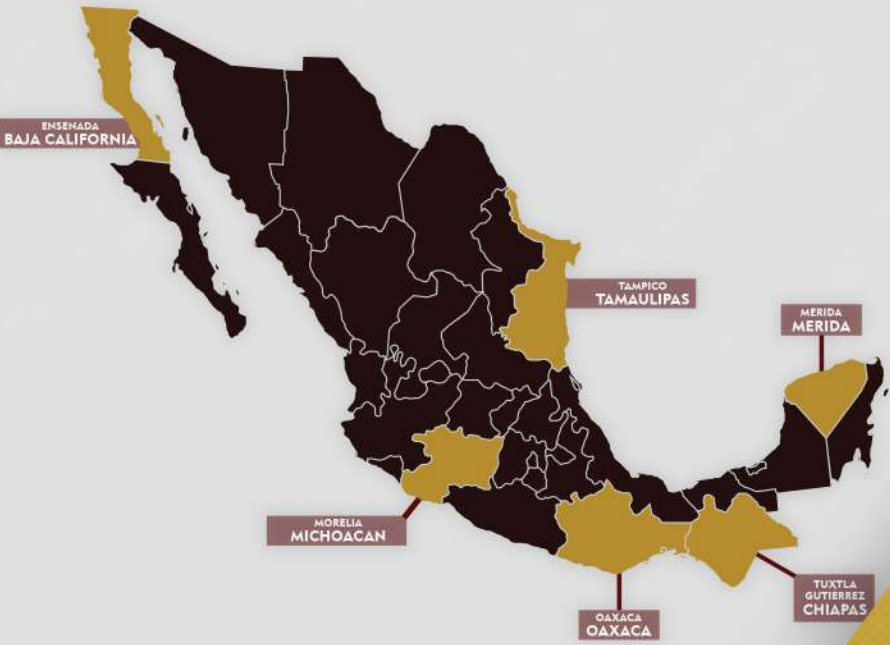 ENSENADA
BAJA CALIFORNIA
TAMPICO
TAMAULIPAS
MERIDA
MERIDA
MORELIA
MICHOACAN
OAXACA
OAXACA
TUXTLA
GUTIERREZ
CHIAPAS